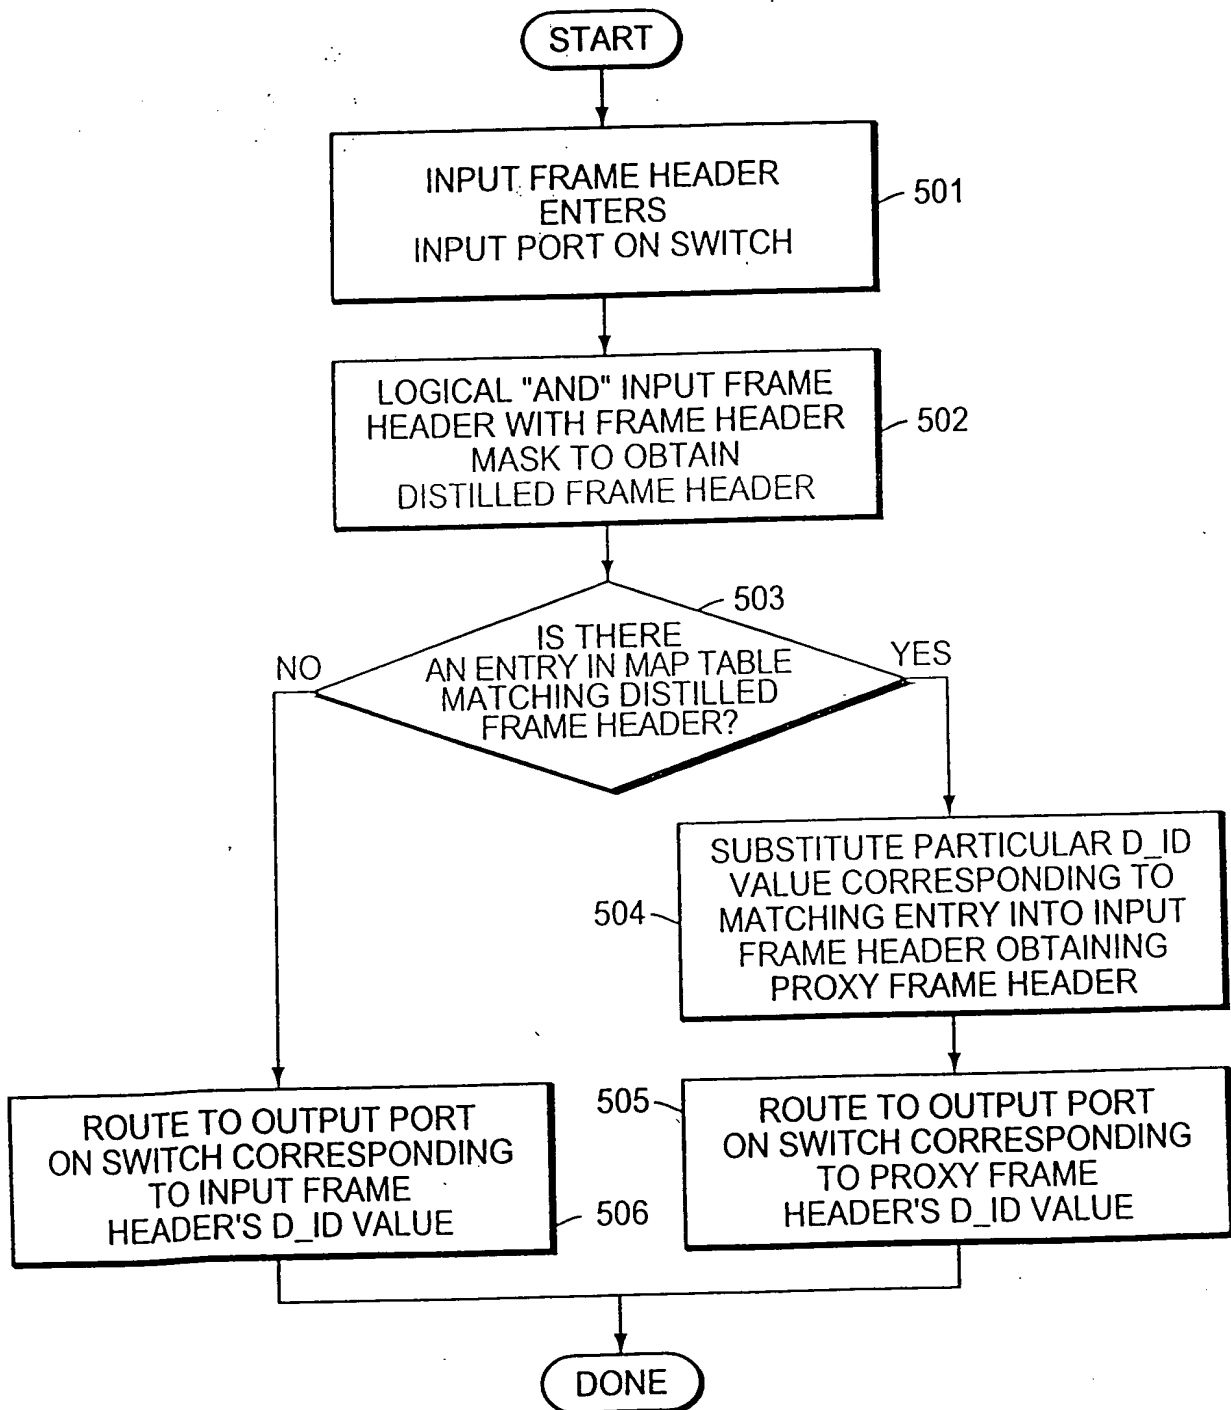 START
INPUT FRAME HEADER
ENTERS
INPUT PORT ON SWITCH
501
LOGICAL "AND" INPUT FRAME
HEADER WITH FRAME HEADER
MASK TO OBTAIN
DISTILLED FRAME HEADER
502
503
IS THERE
AN ENTRY IN MAP TABLE
MATCHING DISTILLED
FRAME HEADER?
NO
YES
SUBSTITUTE PARTICULAR D_ID
VALUE CORRESPONDING TO
MATCHING ENTRY INTO INPUT
FRAME HEADER OBTAINING
PROXY FRAME HEADER
504
ROUTE TO OUTPUT PORT
ON SWITCH CORRESPONDING
TO INPUT FRAME
HEADER'S D_ID VALUE
506
505
ROUTE TO OUTPUT PORT
ON SWITCH CORRESPONDING
TO PROXY FRAME
HEADER'S D_ID VALUE
DONE